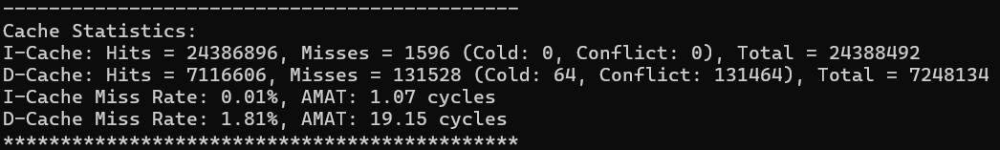 ---------------------------------------------
Cache Statistics:
I-Cache: Hits = 24386896, Misses = 1596 (Cold: 0, Conflict: 0), Total = 24388492
D-Cache: Hits = 7116606, Misses = 131528 (Cold: 64, Conflict: 131464), Total = 7248134
I-Cache Miss Rate: 0.01%, AMAT: 1.07 cycles
D-Cache Miss Rate: 1.81%, AMAT: 19.15 cycles
*********************************************